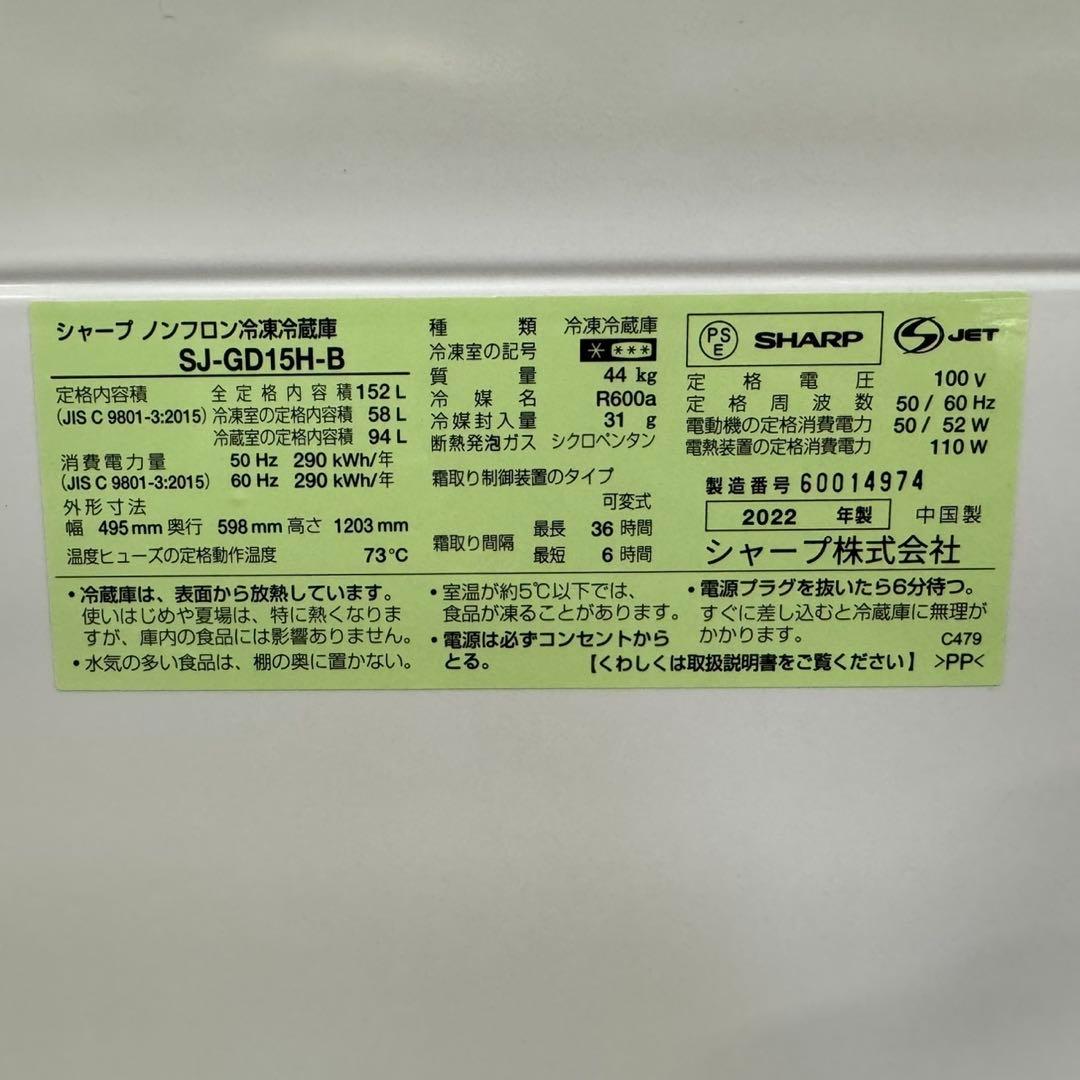 シャープ ノンフロン冷凍冷蔵庫
SJ-GD15H-B
定格内容積 全定格内容積 152 L
(JIS C 9801-3:2015) 冷凍室の定格内容積 58 L
冷蔵室の定格内容積 94 L
消費電力量 50 Hz 290 kWh/年
(JIS C 9801-3:2015) 60 Hz 290 kWh/年
外形寸法
幅 495 mm 奥行 598 mm 高さ 1203 mm
温度ヒューズの定格動作温度 73℃
種類 冷凍冷蔵庫
冷凍室の記号 * ***
質量 44 kg
冷媒名 R600a
冷媒封入量 31 g
断熱発泡ガス シクロペンタン
霜取り制御装置のタイプ
可変式
霜取り間隔 最長 36 時間
最短 6 時間
PS E SHARP JET
定格電圧 100 V
定格周波数 50 / 60 Hz
電動機の定格消費電力 50 / 52 W
電熱装置の定格消費電力 110 W
製造番号 60014974
2022 年製 中国製
シャープ株式会社
・冷蔵庫は、表面から放熱しています。
使いはじめや夏場は、特に熱くなりま
すが、庫内の食品には影響ありません。
・水気の多い食品は、棚の奥に置かない。
・室温が約5℃以下では、
食品が凍ることがあります。
・電源は必ずコンセントから
とる。
・電源プラグを抜いたら6分待つ。
すぐに差し込むと冷蔵庫に無理が
かかります。 C479
【くわしくは取扱説明書をご覧ください】 >PP<